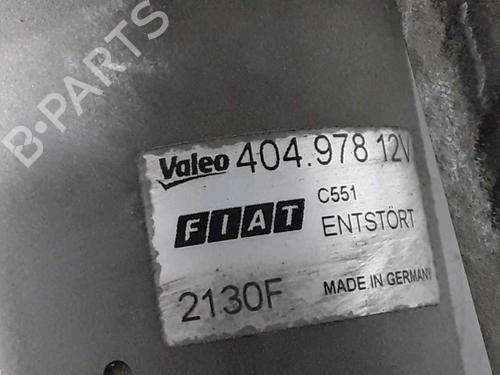 B-PARTS
Valeo 404.978 12V
FIAT C551
ENTSTÖRT
2130F MADE IN GERMANY